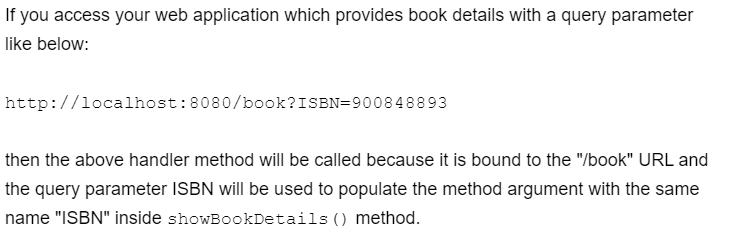 If you access your web application which provides book details with a query parameter
like below:
http://localhost:8080/book?ISBN=900848893
then the above handler method will be called because it is bound to the "/book" URL and
the query parameter ISBN will be used to populate the method argument with the same
name "ISBN" inside showBookDetails() method.